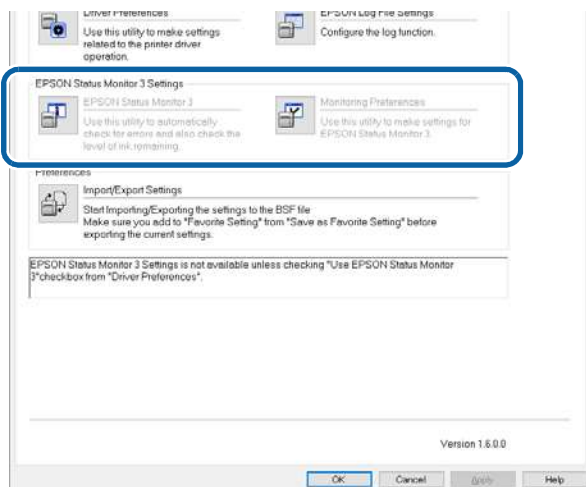 Driver Preferences
Use this utility to make settings
related to the printer driver
operation.
EPSON Log File Settings
Configure the log function.
EPSON Status Monitor 3 Settings
EPSON Status Monitor 3
Use this utility to automatically
check for errors and also check the
level of ink remaining.
Monitoring Preferences
Use this utility to make settings for
EPSON Status Monitor 3.
Preferences
Import/Export Settings
Start Importing/Exporting the settings to the BSF file
Make sure you add to "Favorite Setting" from "Save as Favorite Setting" before
exporting the current settings.
EPSON Status Monitor 3 Settings is not available unless checking "Use EPSON Status Monitor
3"checkbox from "Driver Preferences".
Version 1.6.0.0
OK
Cancel
Apply
Help